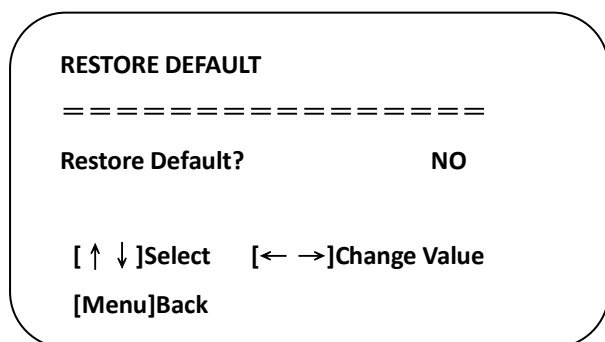 RESTORE DEFAULT
================
Restore Default? NO
[↑ ↓]Select [← →]Change Value
[Menu]Back